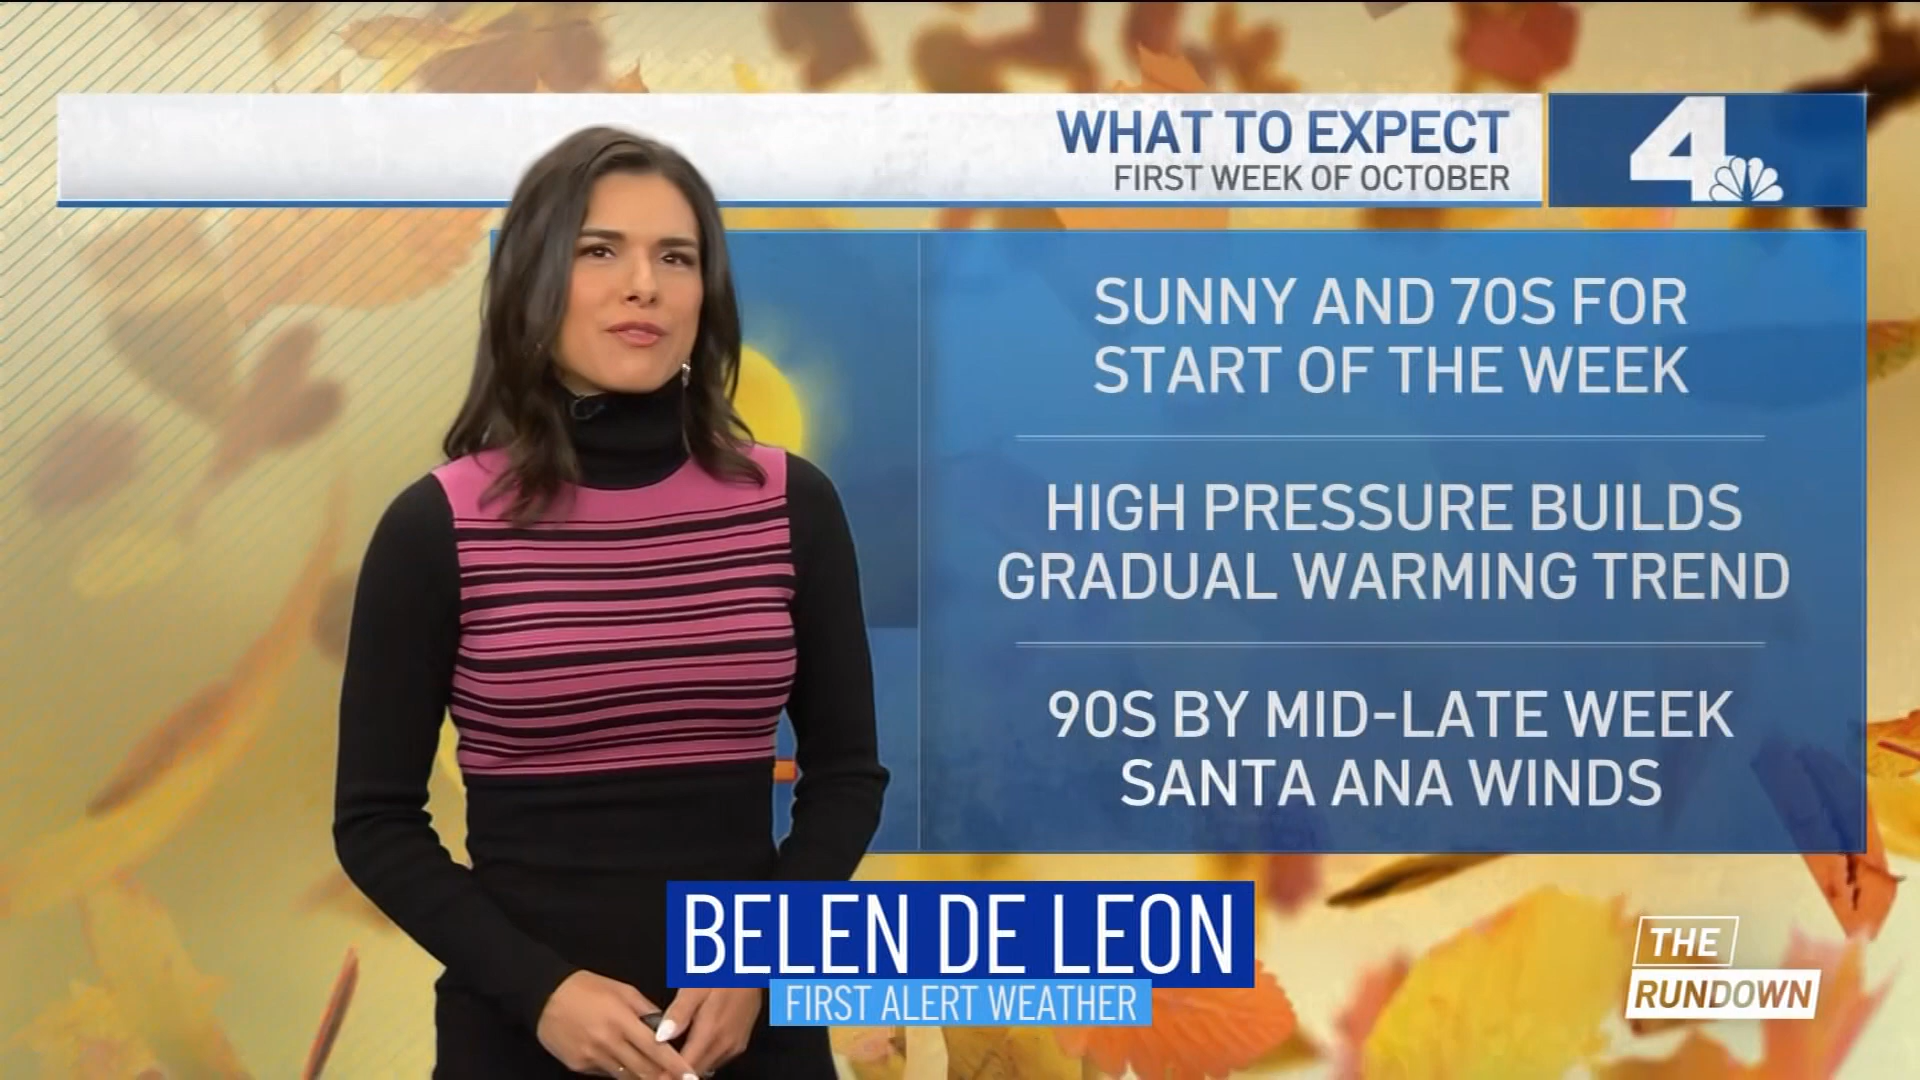 WHAT TO EXPECT
FIRST WEEK OF OCTOBER
4
SUNNY AND 70S FOR
START OF THE WEEK
HIGH PRESSURE BUILDS
GRADUAL WARMING TREND
90S BY MID-LATE WEEK
SANTA ANA WINDS
BELEN DE LEON
FIRST ALERT WEATHER
THE
RUNDOWN